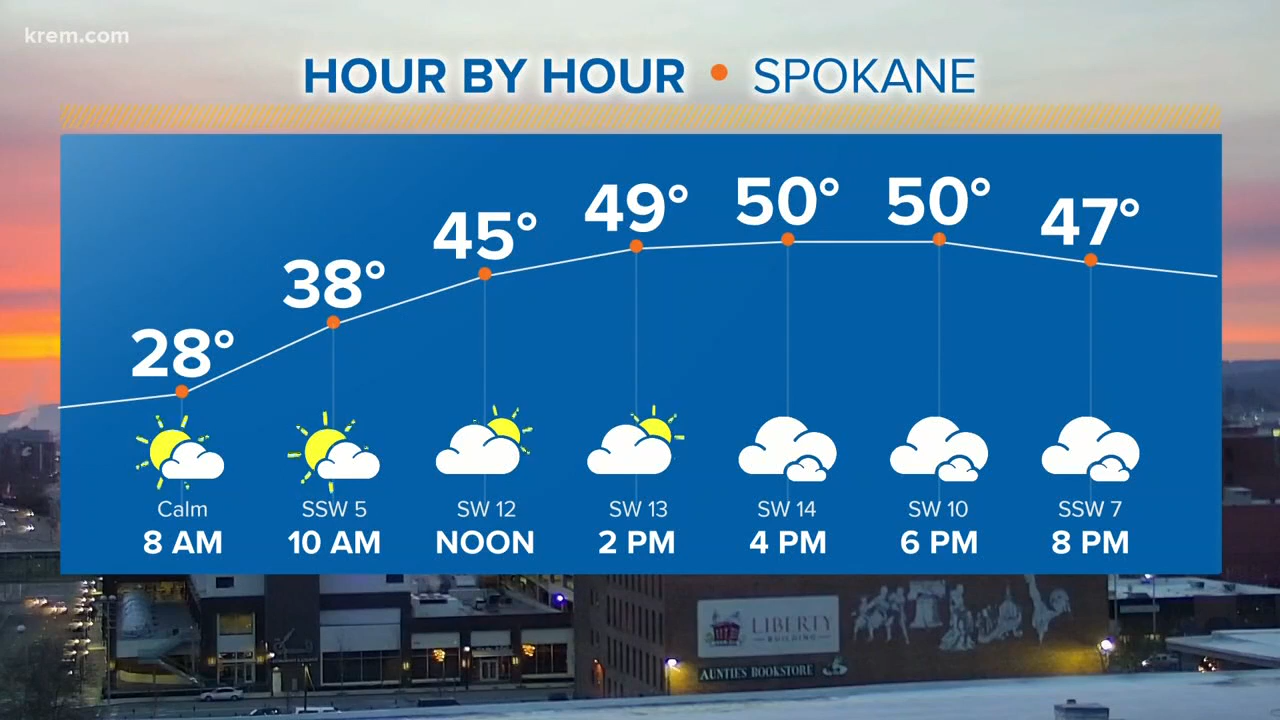 krem.com
HOUR BY HOUR • SPOKANE
28° 38° 45° 49° 50° 50° 47°
Calm SSW 5 SW 12 SW 13 SW 14 SW 10 SSW 7
8 AM 10 AM NOON 2 PM 4 PM 6 PM 8 PM
LIBERTY
BUILDING
AUNTIE'S BOOKSTORE